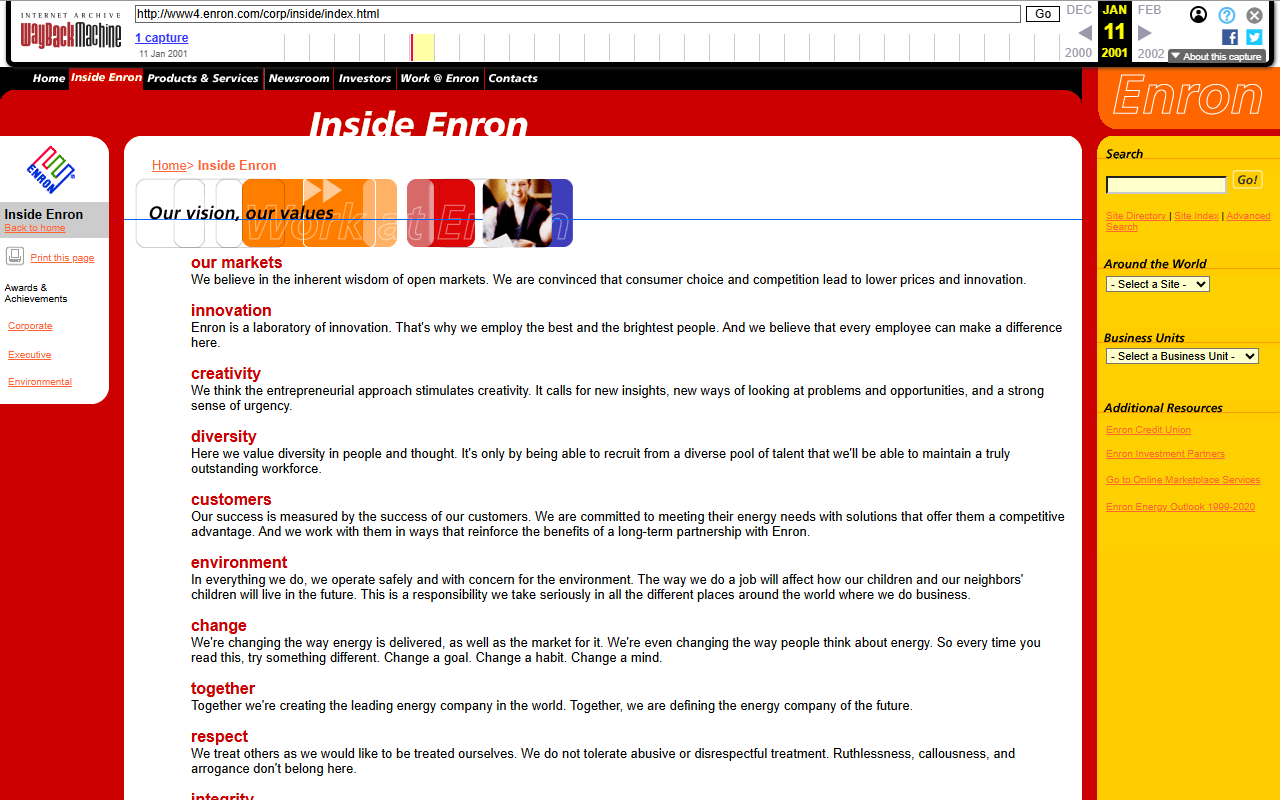 INTERNET ARCHIVE
WayBackMachine
http://www4.enron.com/corp/inside/index.html
Go
1 capture
11 Jan 2001
DEC JAN FEB
11
2000 2001 2002
About this capture
Home Inside Enron Products & Services Newsroom Investors Work @ Enron Contacts
Inside Enron
Enron
ENRON
Inside Enron
Back to home
Print this page
Awards &
Achievements
Corporate
Executive
Environmental
Home> Inside Enron
Our vision, our values
Work at Enron
our markets
We believe in the inherent wisdom of open markets. We are convinced that consumer choice and competition lead to lower prices and innovation.
innovation
Enron is a laboratory of innovation. That's why we employ the best and the brightest people. And we believe that every employee can make a difference
here.
creativity
We think the entrepreneurial approach stimulates creativity. It calls for new insights, new ways of looking at problems and opportunities, and a strong
sense of urgency.
diversity
Here we value diversity in people and thought. It's only by being able to recruit from a diverse pool of talent that we'll be able to maintain a truly
outstanding workforce.
customers
Our success is measured by the success of our customers. We are committed to meeting their energy needs with solutions that offer them a competitive
advantage. And we work with them in ways that reinforce the benefits of a long-term partnership with Enron.
environment
In everything we do, we operate safely and with concern for the environment. The way we do a job will affect how our children and our neighbors'
children will live in the future. This is a responsibility we take seriously in all the different places around the world where we do business.
change
We're changing the way energy is delivered, as well as the market for it. We're even changing the way people think about energy. So every time you
read this, try something different. Change a goal. Change a habit. Change a mind.
together
Together we're creating the leading energy company in the world. Together, we are defining the energy company of the future.
respect
We treat others as we would like to be treated ourselves. We do not tolerate abusive or disrespectful treatment. Ruthlessness, callousness, and
arrogance don't belong here.
integrity
Search
Go!
Site Directory | Site Index | Advanced
Search
Around the World
- Select a Site -
Business Units
- Select a Business Unit -
Additional Resources
Enron Credit Union
Enron Investment Partners
Go to Online Marketplace Services
Enron Energy Outlook 1999-2020